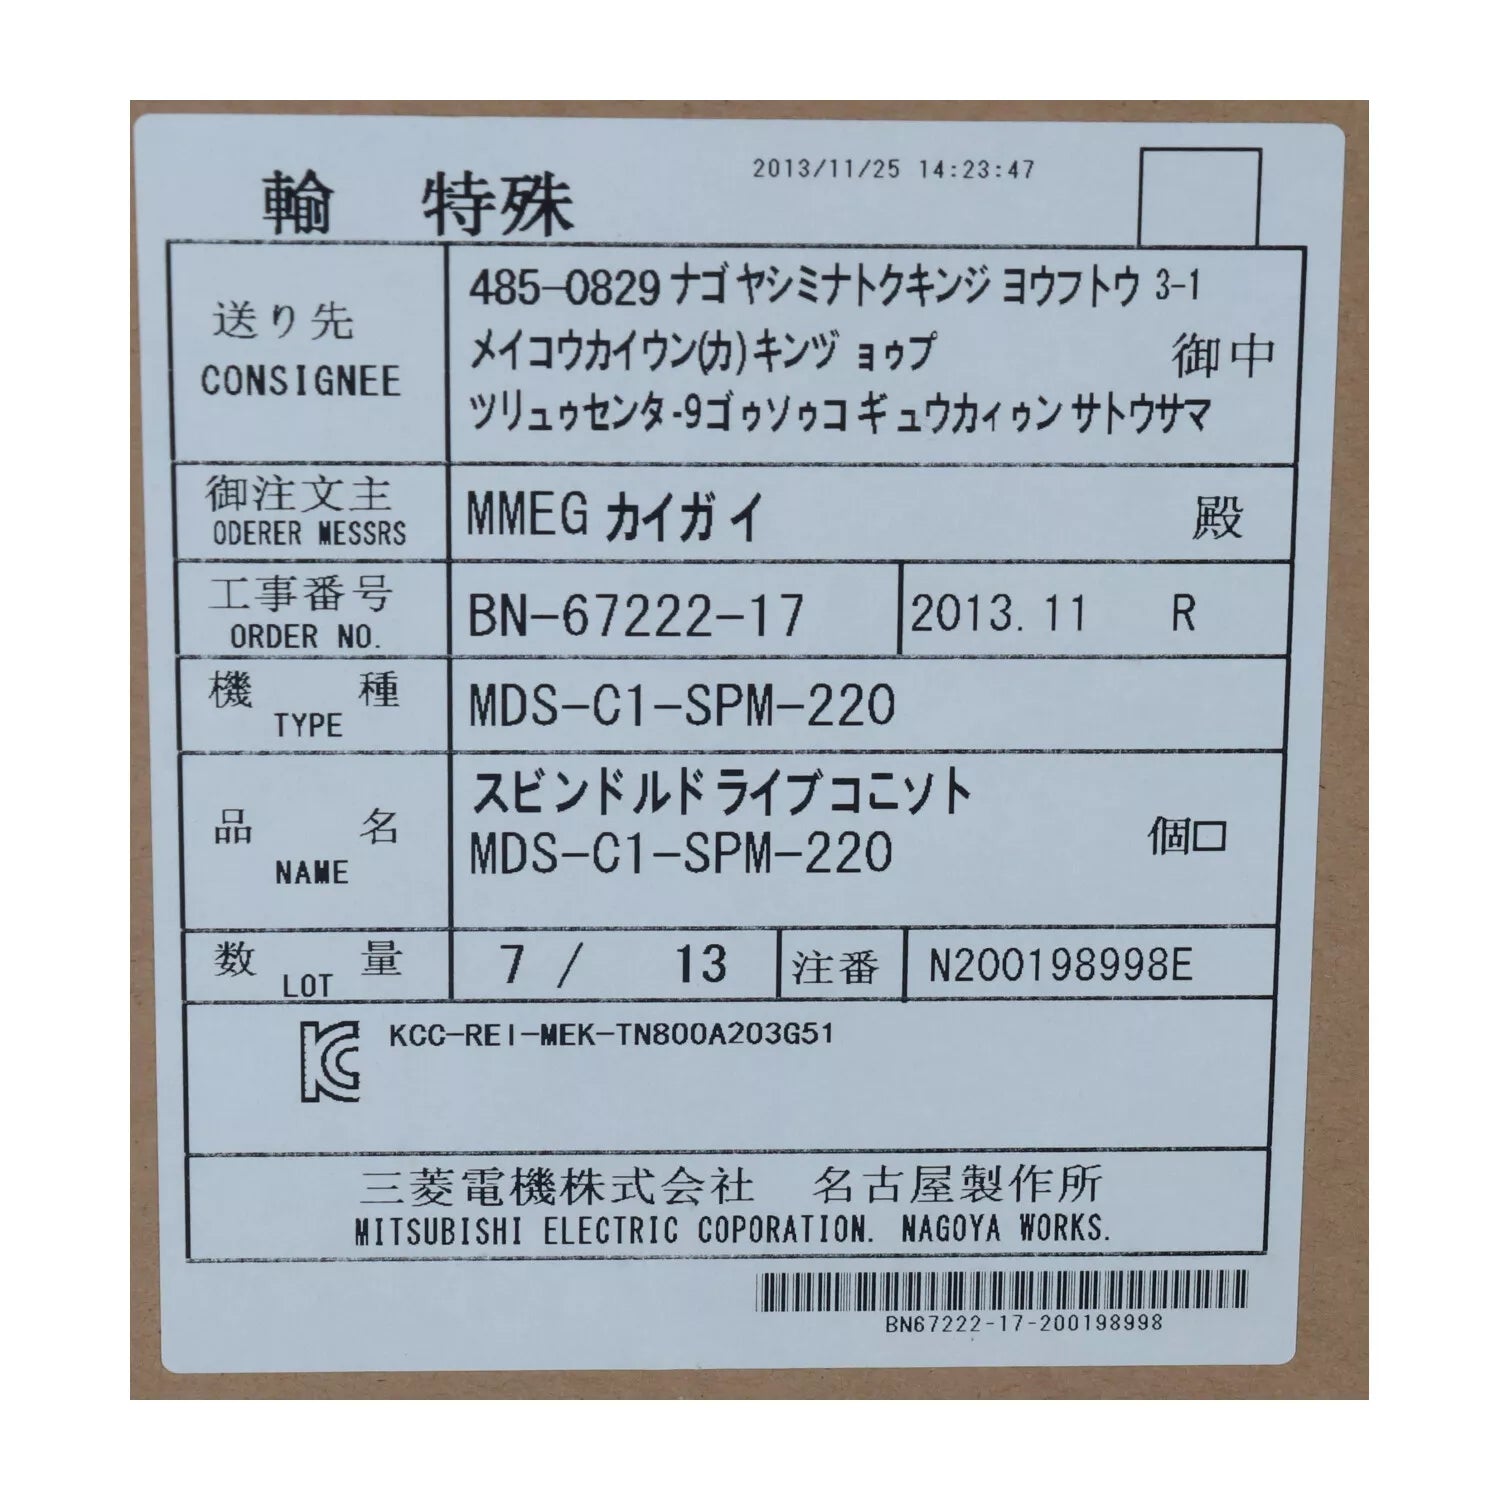 輸 特殊 2013/11/25 14:23:47
送り先
CONSIGNEE
485-0829 ナゴヤシミナトクキンジョウフトウ 3-1
メイコウカイウン(カ)キンヅョゥプ 御中
ツリュゥセンタ-9ゴゥソゥコギュウカィゥンサトウサマ
御注文主
ODERER MESSRS
MMEG カイガイ 殿
工事番号
ORDER NO.
BN-67222-17 2013.11 R
機種
TYPE
MDS-C1-SPM-220
品名
NAME
スビンドルドライブコニソト
MDS-C1-SPM-220
個口
数量
LOT
7 / 13 注番 N200198998E
KC KCC-REI-MEK-TN800A203G51
三菱電機株式会社 名古屋製作所
MITSUBISHI ELECTRIC COPORATION. NAGOYA WORKS.
BN67222-17-200198998